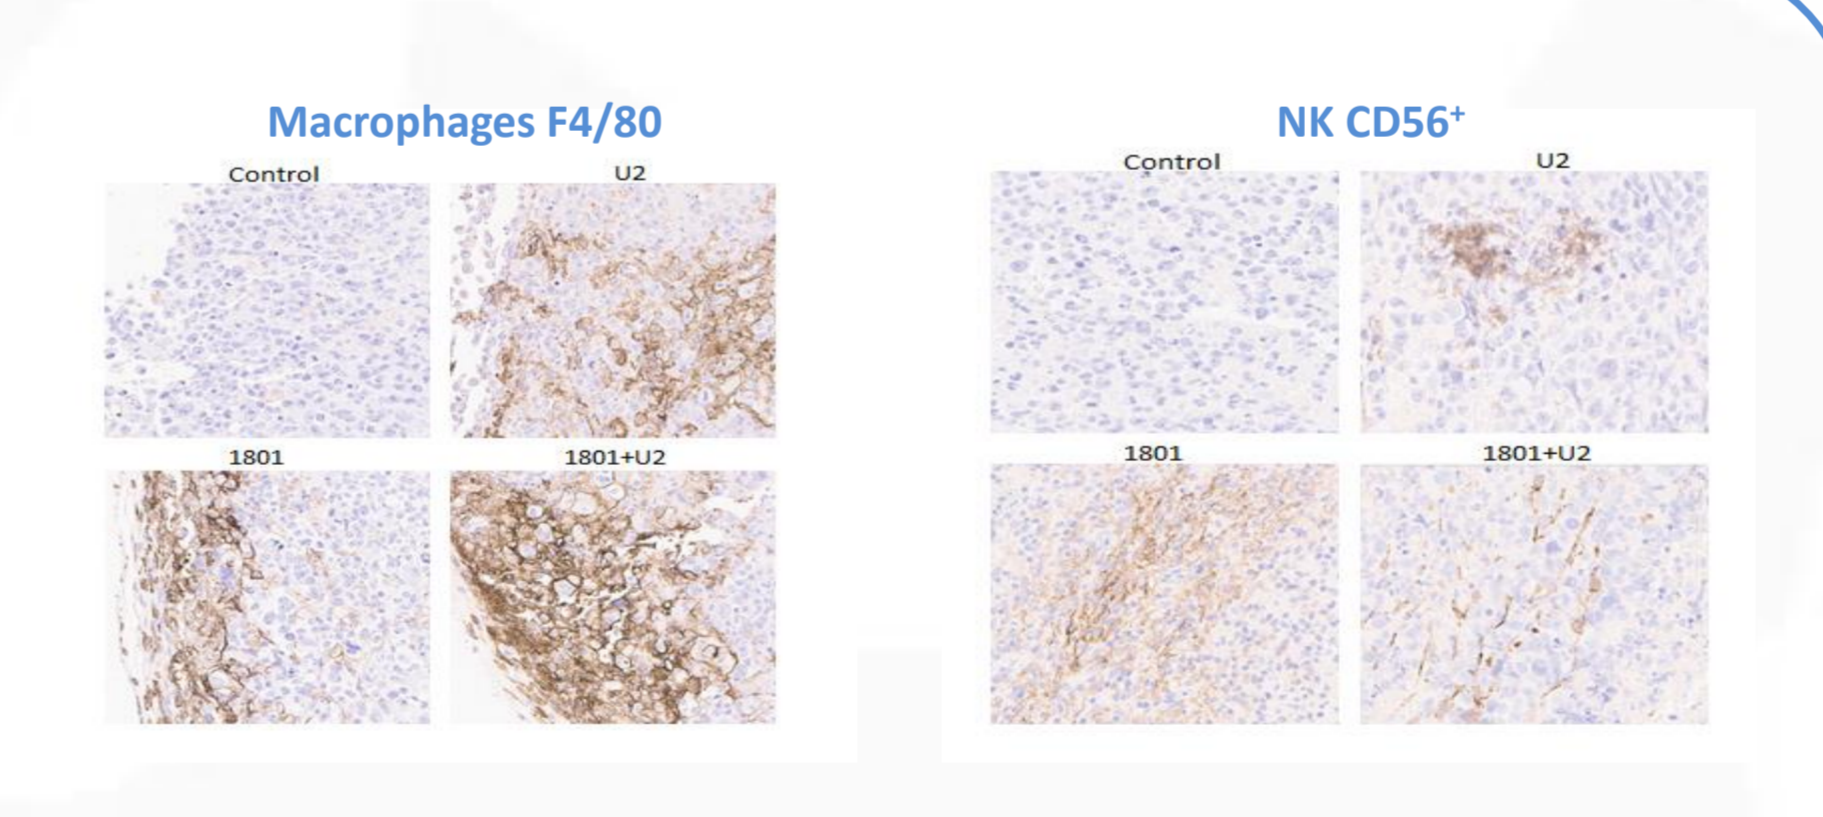 Macrophages F4/80
Control U2
1801 1801+U2
NK CD56⁺
Control U2
1801 1801+U2